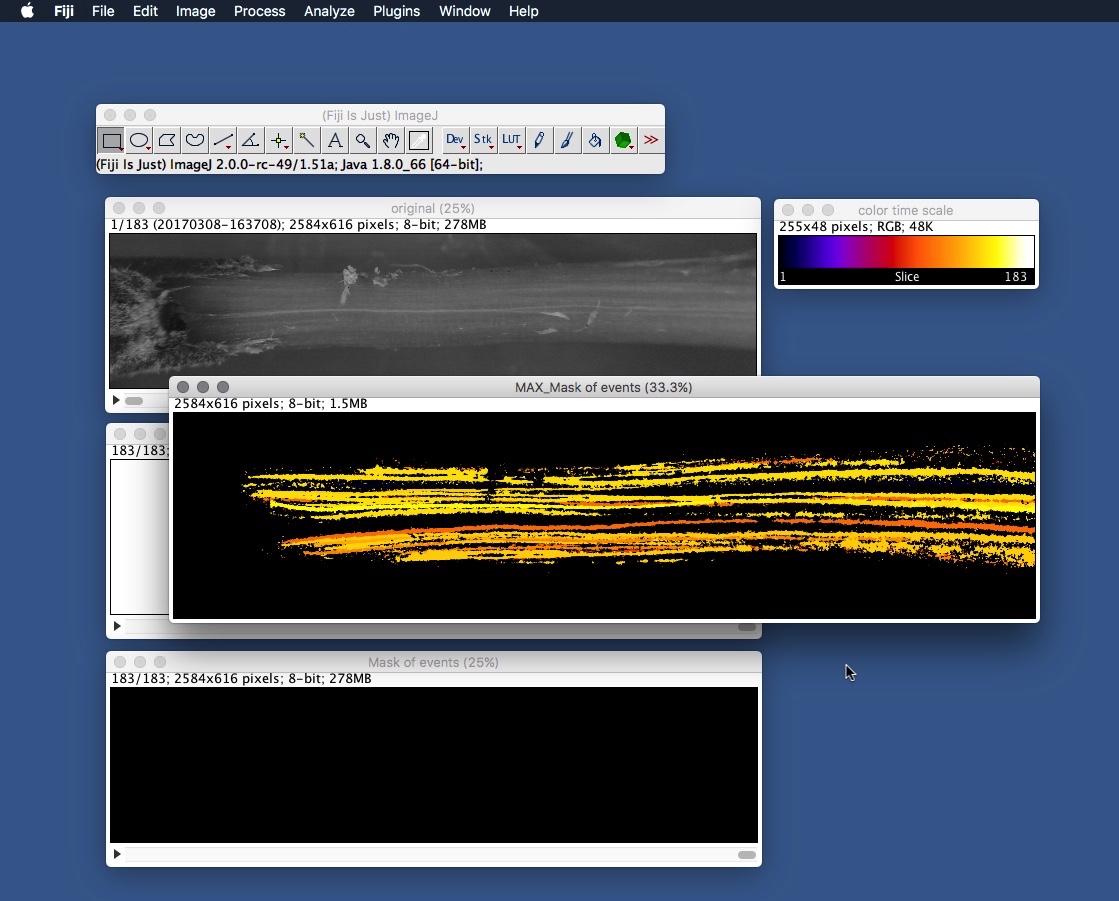 Fiji File Edit Image Process Analyze Plugins Window Help
(Fiji Is Just) ImageJ
Dev Stk LUT >>
(Fiji Is Just) ImageJ 2.0.0-rc-49/1.51a; Java 1.8.0_66 [64-bit];
original (25%)
1/183 (20170308-163708); 2584x616 pixels; 8-bit; 278MB
color time scale
255x48 pixels; RGB; 48K
1 Slice 183
MAX_Mask of events (33.3%)
2584x616 pixels; 8-bit; 1.5MB
183/183;
Mask of events (25%)
183/183; 2584x616 pixels; 8-bit; 278MB